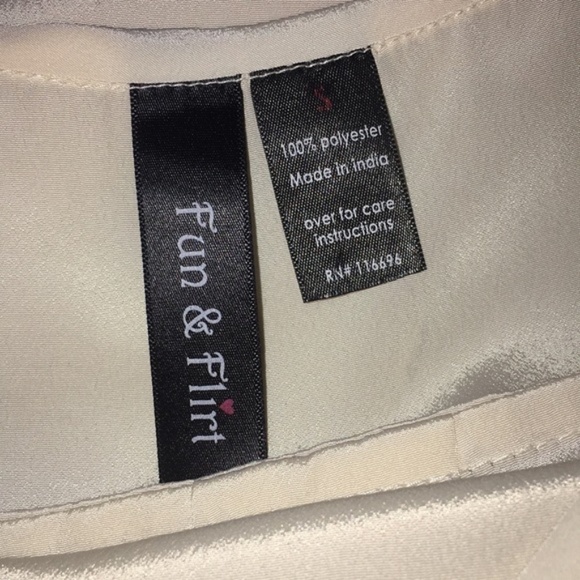 Fun & Flirt
S
100% polyester
Made in india
over for care
instructions
RN# 116696